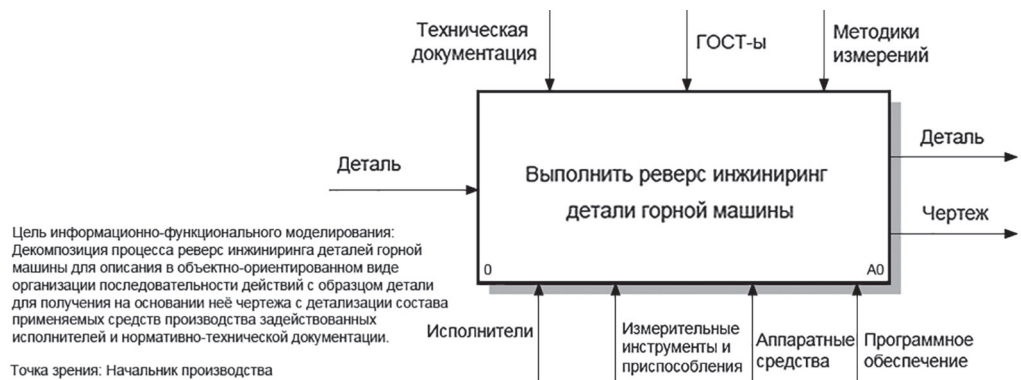 Техническая
документация
ГОСТ-ы
Методики
измерений
Деталь
Выполнить реверс инжиниринг
детали горной машины
0
A0
Деталь
Чертеж
Цель информационно-функционального моделирования:
Декомпозиция процесса реверс инжиниринга деталей горной
машины для описания в объектно-ориентированном виде
организации последовательности действий с образцом детали
для получения на основании неё чертежа с детализации состава
применяемых средств производства задействованных
исполнителей и нормативно-технической документации.
Точка зрения: Начальник производства
Исполнители
Измерительные
инструменты и
приспособления
Аппаратные
средства
Программное
обеспечение